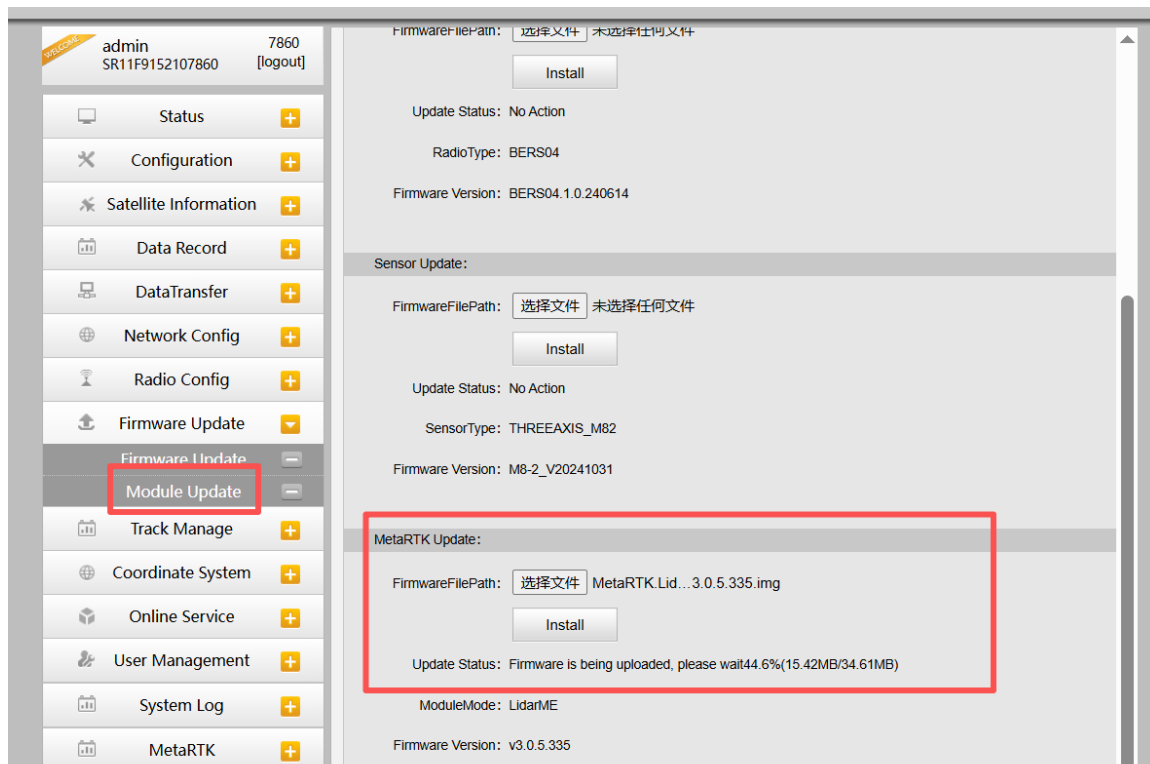 WELCOME
admin
7860
SR11F9152107860
[logout]
Status
Configuration
Satellite Information
Data Record
DataTransfer
Network Config
Radio Config
Firmware Update
Firmware Update
Module Update
Track Manage
Coordinate System
Online Service
User Management
System Log
MetaRTK
FirmwareFilePath: 选择文件 未选择任何文件
Install
Update Status: No Action
RadioType: BERS04
Firmware Version: BERS04.1.0.240614
Sensor Update:
FirmwareFilePath: 选择文件 未选择任何文件
Install
Update Status: No Action
SensorType: THREEAXIS_M82
Firmware Version: M8-2_V20241031
MetaRTK Update:
FirmwareFilePath: 选择文件 MetaRTK.Lid...3.0.5.335.img
Install
Update Status: Firmware is being uploaded, please wait44.6%(15.42MB/34.61MB)
ModuleMode: LidarME
Firmware Version: v3.0.5.335